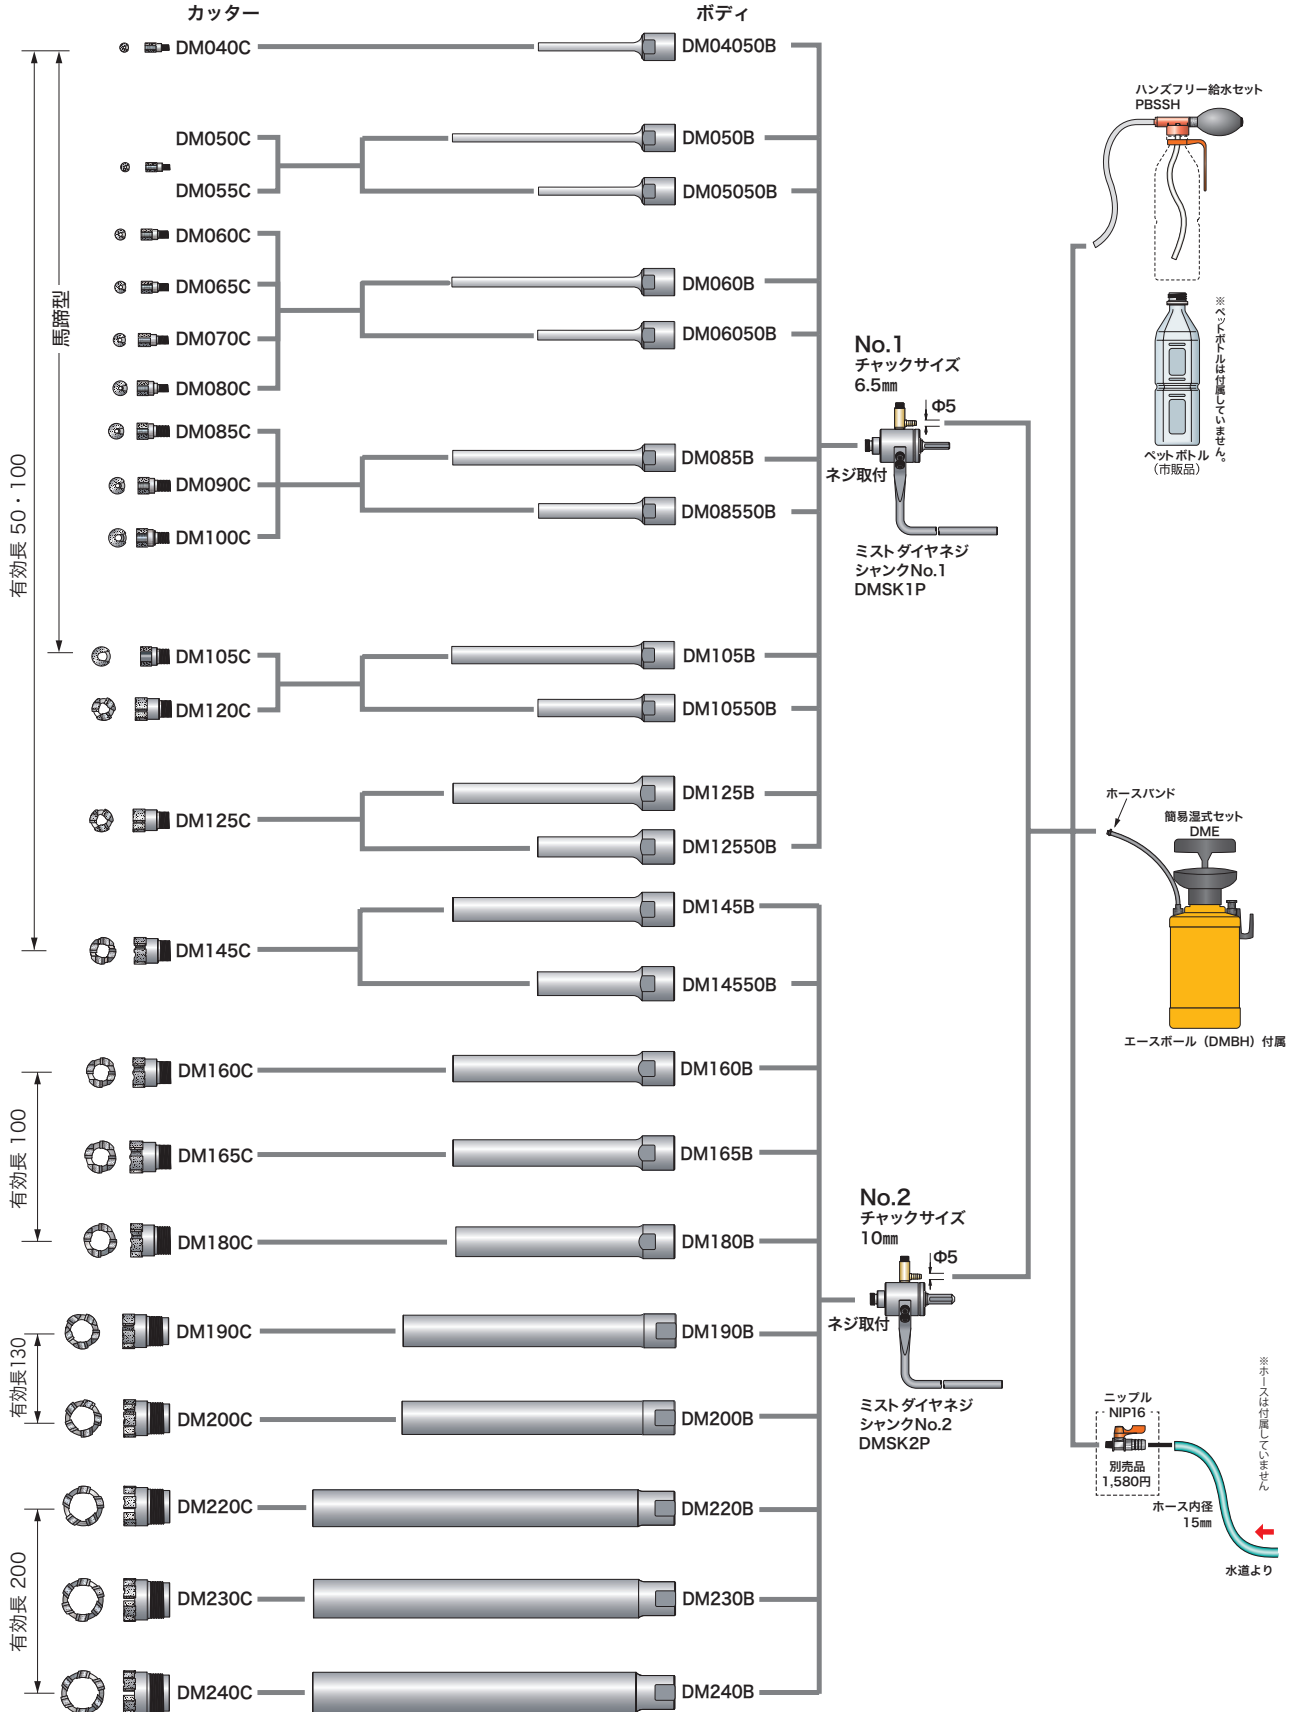 カッター
ボディ
DM040C
DM04050B
DM050C
DM050B
DM055C
DM05050B
DM060C
DM065C
DM060B
DM070C
DM06050B
DM080C
DM085C
DM085B
DM090C
DM08550B
DM100C
DM105C
DM105B
DM120C
DM10550B
DM125B
DM125C
DM12550B
DM145B
DM145C
DM14550B
DM160C
DM160B
DM165C
DM165B
DM180C
DM180B
DM190C
DM190B
DM200C
DM200B
DM220C
DM220B
DM230C
DM230B
DM240C
DM240B
有効長 50・100
馬蹄型
有効長 100
有効長130
有効長 200
No.1
チャックサイズ
6.5㎜
Φ5
ネジ取付
ミストダイヤネジ
シャンクNo.1
DMSK1P
No.2
チャックサイズ
10㎜
Φ5
ネジ取付
ミストダイヤネジ
シャンクNo.2
DMSK2P
ハンズフリー給水セット
PBSSH
※ペットボトルは付属していません。
ペットボトル
（市販品）
ホースバンド
簡易湿式セット
DME
エースボール（DMBH）付属
ニップル
NIP16
別売品
1,580円
※ホースは付属していません
ホース内径
15㎜
水道より